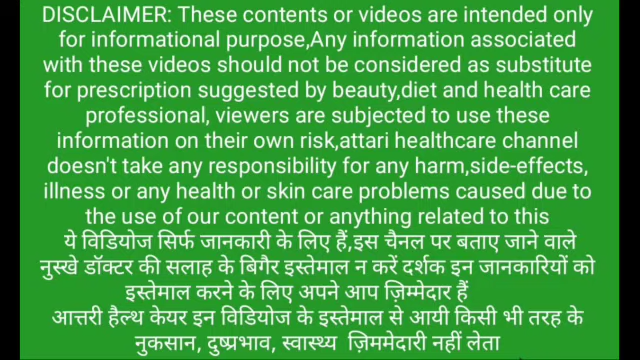 DISCLAIMER: These contents or videos are intended only
for informational purpose,Any information associated
with these videos should not be considered as substitute
for prescription suggested by beauty,diet and health care
professional, viewers are subjected to use these
information on their own risk,attari healthcare channel
doesn't take any responsibility for any harm,side-effects,
illness or any health or skin care problems caused due to
the use of our content or anything related to this
ये विडियोज सिर्फ जानकारी के लिए हैं,इस चैनल पर बताए जाने वाले
नुस्खे डॉक्टर की सलाह के बिगैर इस्तेमाल न करें दर्शक इन जानकारियों को
इस्तेमाल करने के लिए अपने आप ज़िम्मेदार हैं
आत्तरी हैल्थ केयर इन विडियोज के इस्तेमाल से आयी किसी भी तरह के
नुकसान, दुष्प्रभाव, स्वास्थ्य ज़िममेदारी नहीं लेता